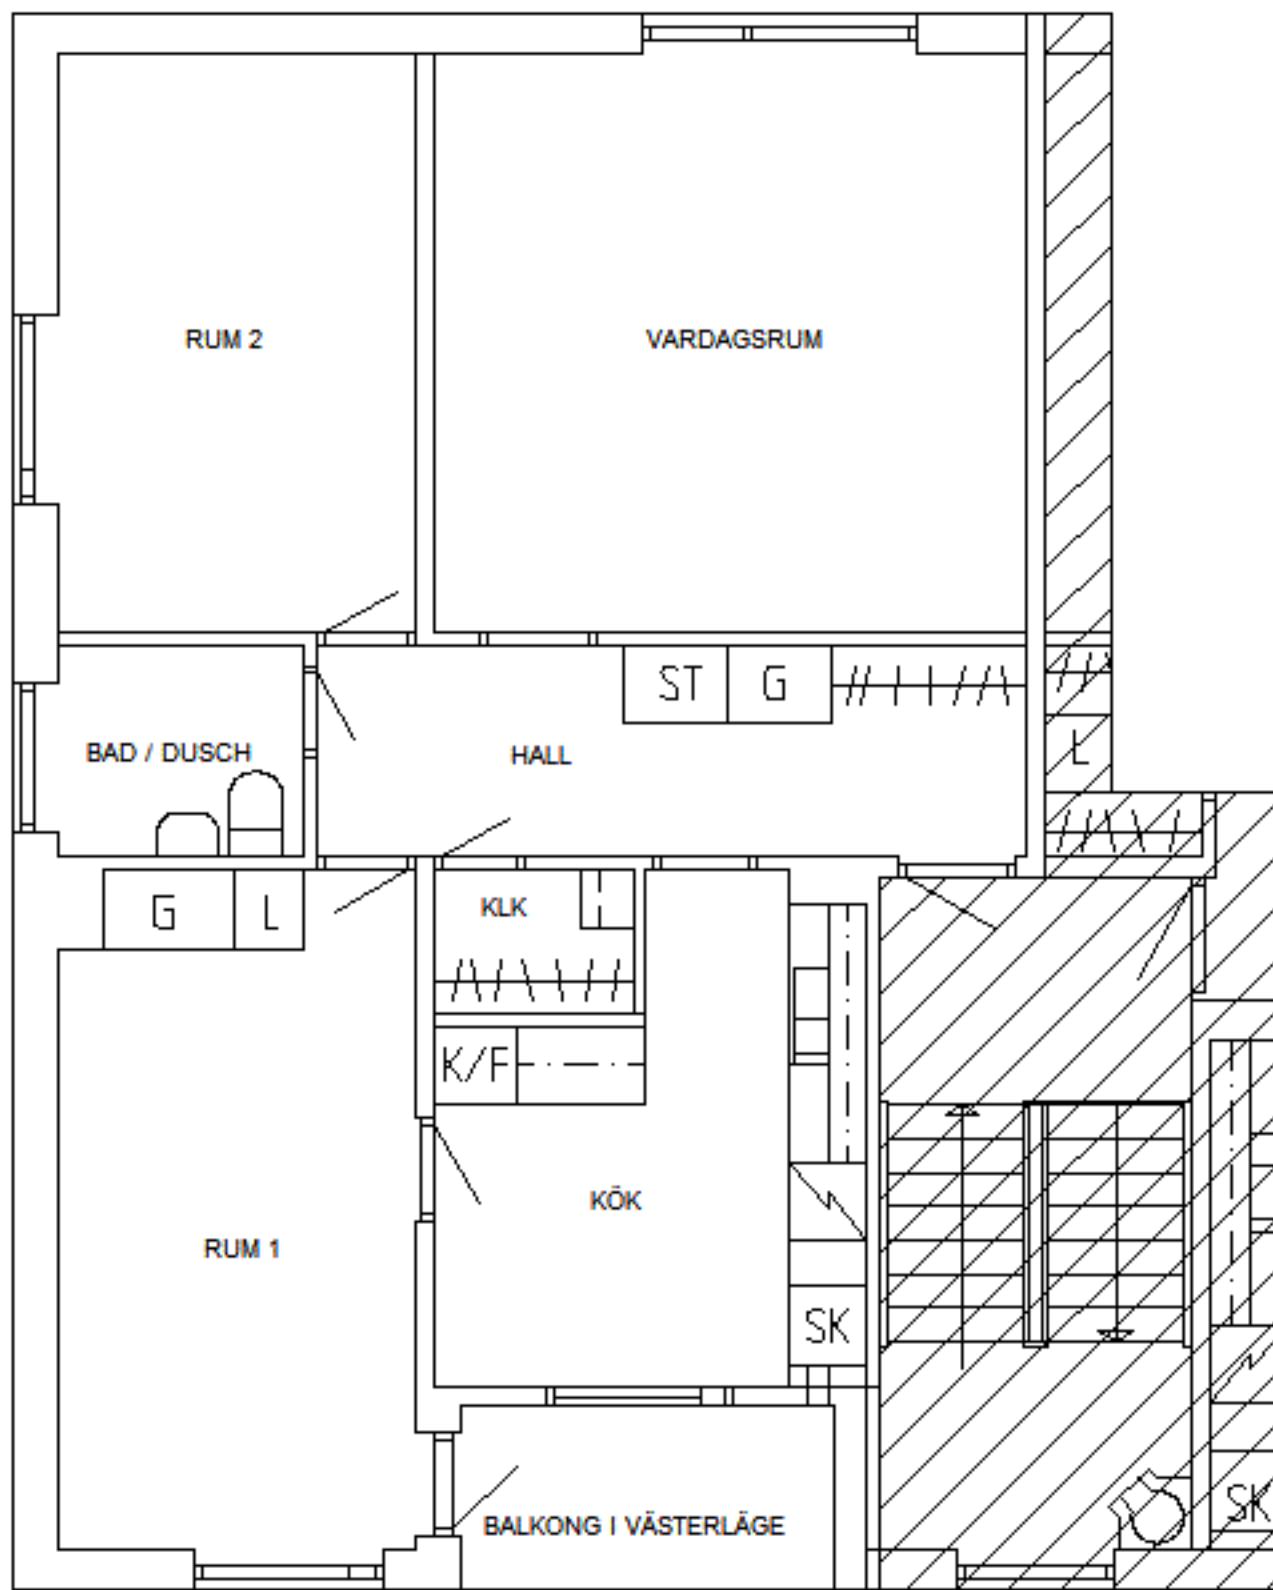 RUM 2
VARDAGSRUM
ST
G
BAD / DUSCH
HALL
L
G
L
KLK
K/F
KÖK
RUM 1
SK
BALKONG I VÄSTERLÄGE
SK